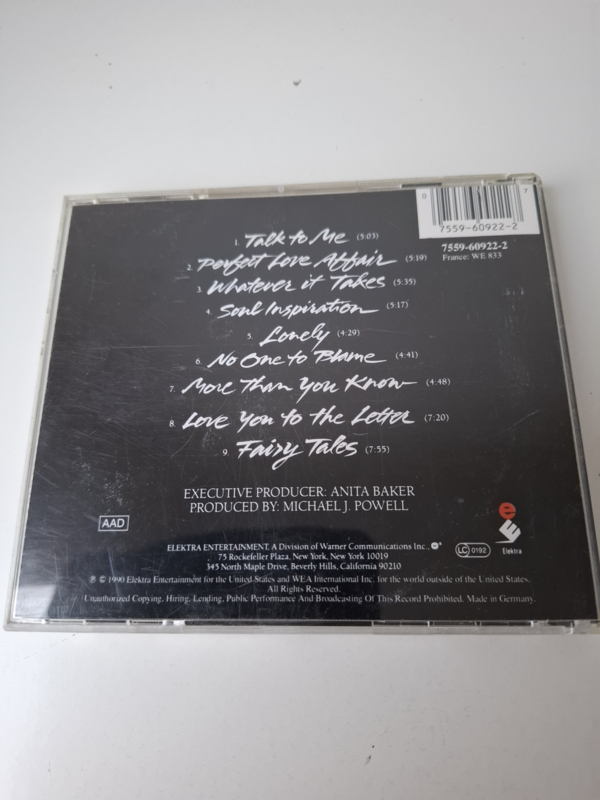 0 7
7559-60922-2
7559-60922-2
France: WE 833
1. Talk to Me (5:03)
2. Perfect Love Affair (5:19)
3. Whatever it Takes (5:35)
4. Soul Inspiration (5:17)
5. Lonely (4:29)
6. No One to Blame (4:41)
7. More Than You Know (4:48)
8. Love You to the Letter (7:20)
9. Fairy Tales (7:55)
EXECUTIVE PRODUCER: ANITA BAKER
PRODUCED BY: MICHAEL J. POWELL
AAD
ELEKTRA ENTERTAINMENT, A Division of Warner Communications Inc.,
75 Rockefeller Plaza, New York, New York 10019
345 North Maple Drive, Beverly Hills, California 90210
LC 0192
e
E
Elektra
℗ © 1990 Elektra Entertainment for the United States and WEA International Inc. for the world outside of the United States.
All Rights Reserved.
Unauthorized Copying, Hiring, Lending, Public Performance And Broadcasting Of This Record Prohibited. Made in Germany.